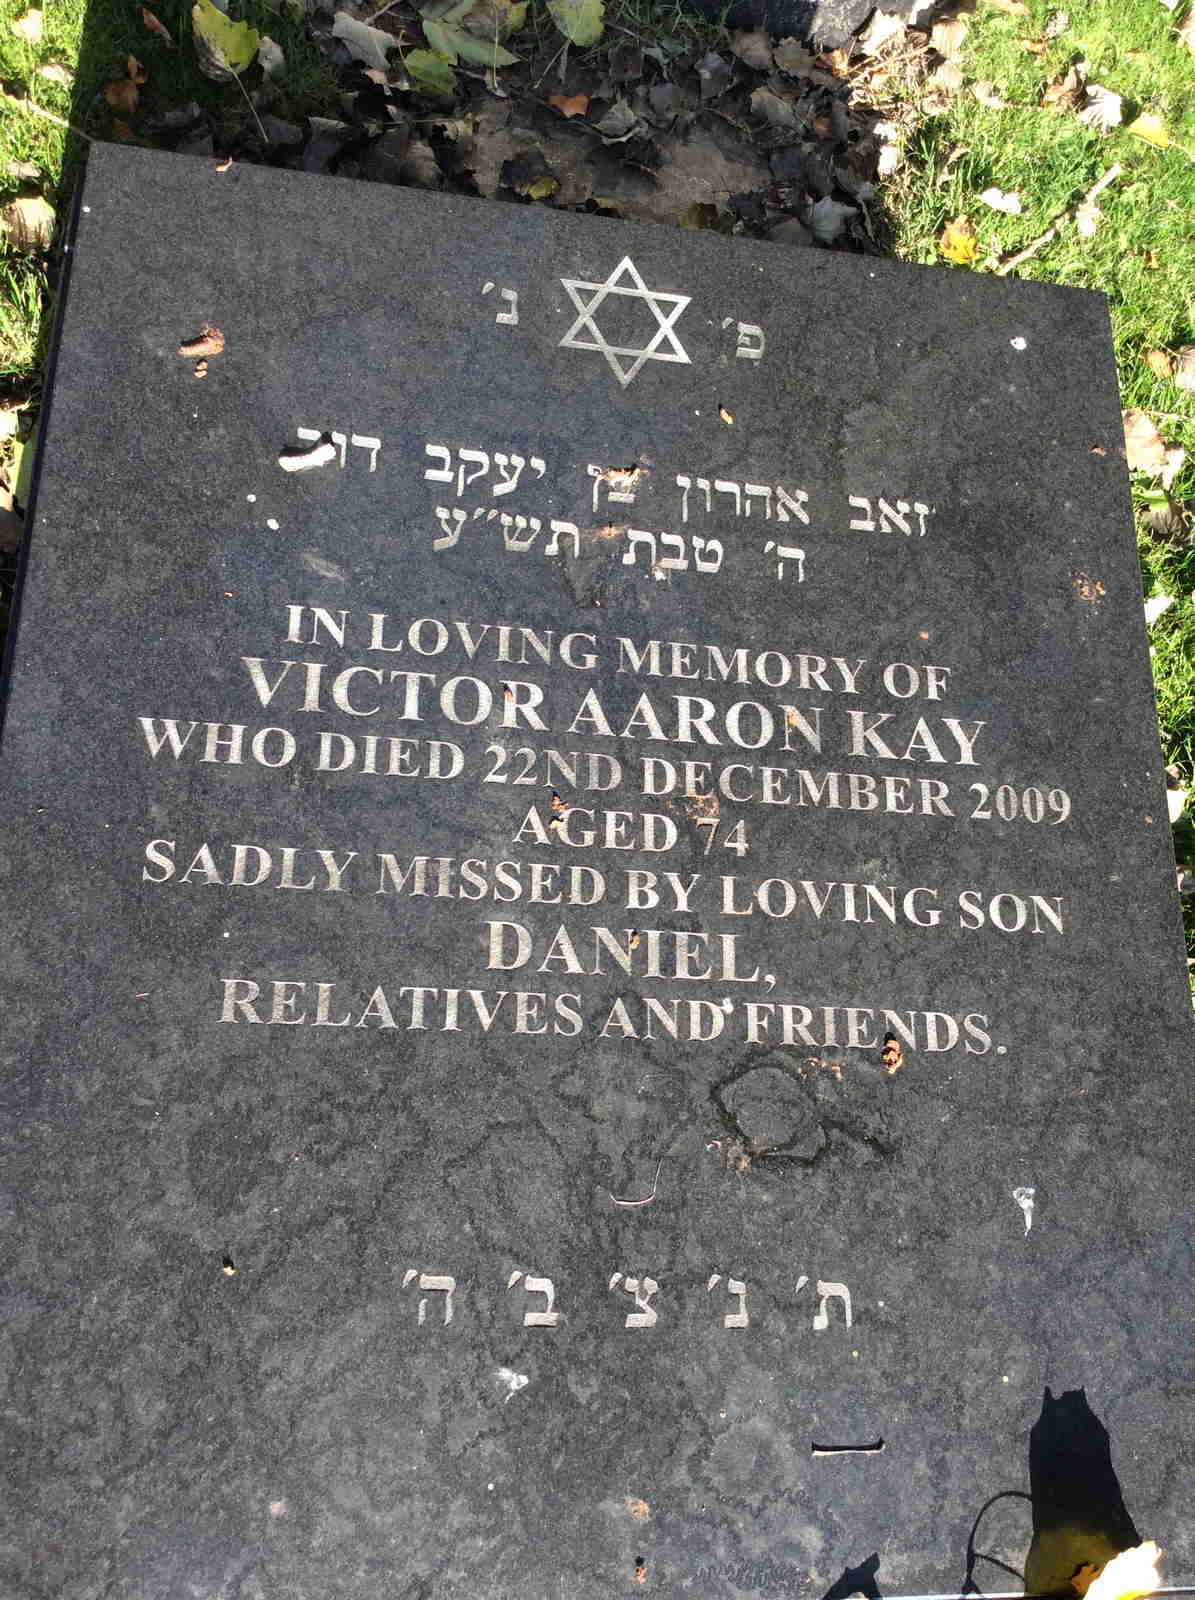 פ׳ נ׳
זאב אהרון בן יעקב דוב
ה׳ טבת תש״ע
IN LOVING MEMORY OF
VICTOR AARON KAY
WHO DIED 22ND DECEMBER 2009
AGED 74
SADLY MISSED BY LOVING SON
DANIEL,
RELATIVES AND FRIENDS.
ת׳ נ׳ צ׳ ב׳ ה׳